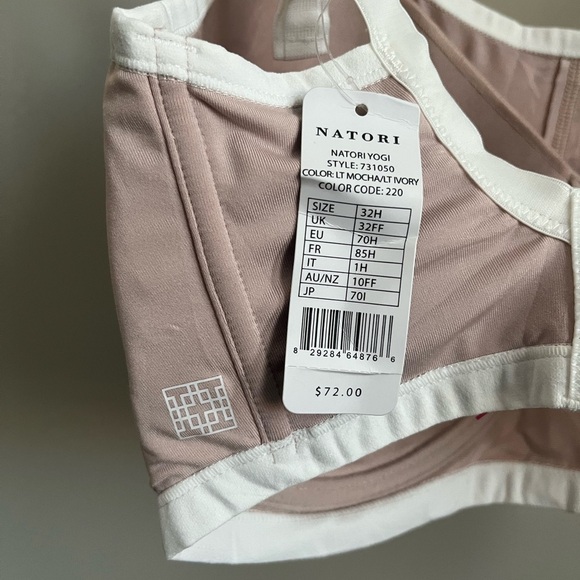 NATORI
NATORI YOGI
STYLE: 731050
COLOR: LT MOCHA/LT IVORY
COLOR CODE: 220
SIZE 32H
UK 32FF
EU 70H
FR 85H
IT 1H
AU/NZ 10FF
JP 70I
8 29284 64876 6
$72.00